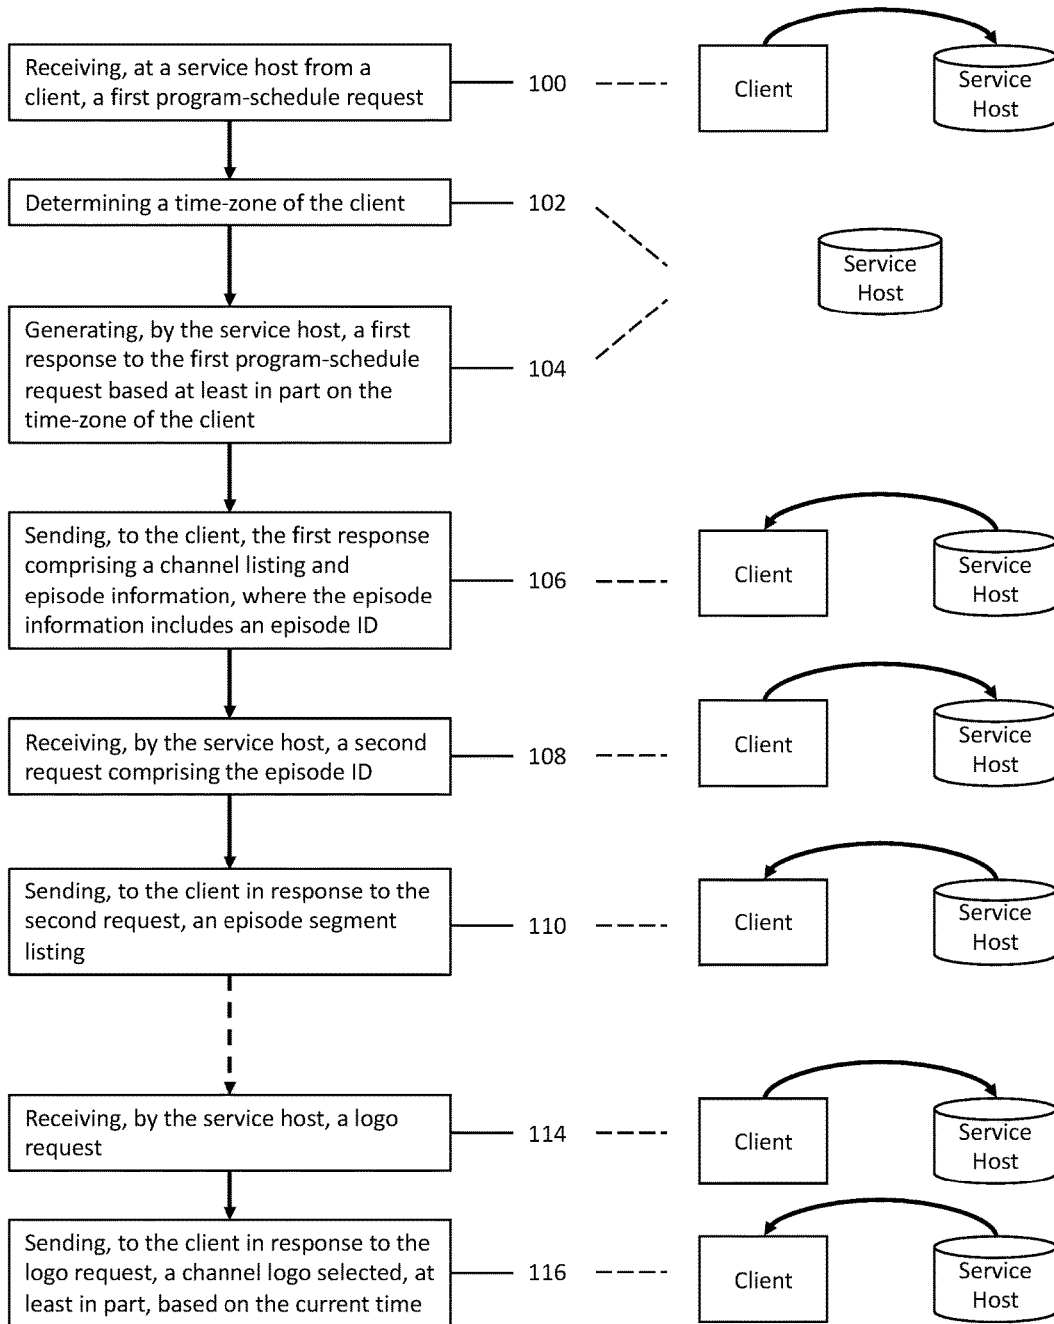 Receiving, at a service host from a
client, a first program-schedule request
100
Client
Service
Host
Determining a time-zone of the client
102
Service
Host
Generating, by the service host, a first
response to the first program-schedule
request based at least in part on the
time-zone of the client
104
Sending, to the client, the first response
comprising a channel listing and
episode information, where the episode
information includes an episode ID
106
Client
Service
Host
Receiving, by the service host, a second
request comprising the episode ID
108
Client
Service
Host
Sending, to the client in response to the
second request, an episode segment
listing
110
Client
Service
Host
Receiving, by the service host, a logo
request
114
Client
Service
Host
Sending, to the client in response to the
logo request, a channel logo selected, at
least in part, based on the current time
116
Client
Service
Host